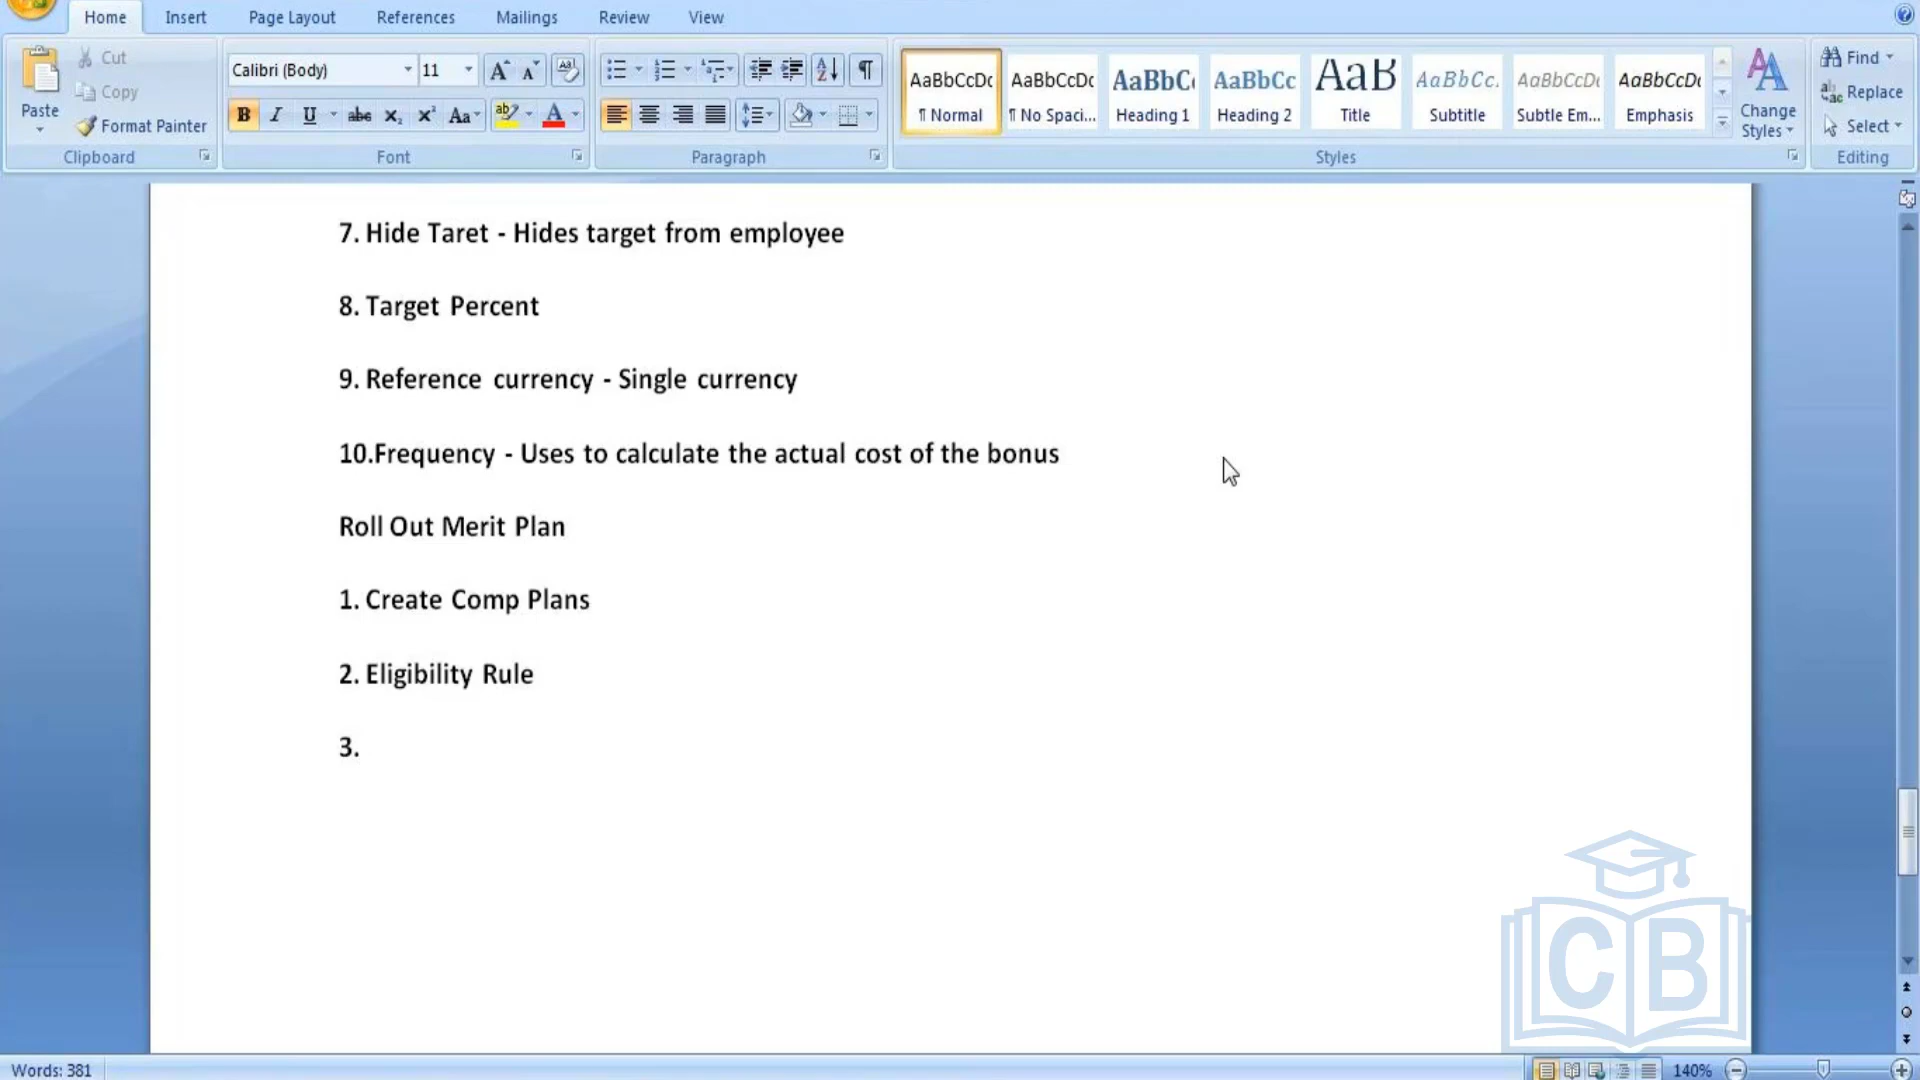 Home Insert Page Layout References Mailings Review View
Paste
Cut
Copy
Format Painter
Clipboard
Calibri (Body) 11
Font
Paragraph
AaBbCcDc AaBbCcDc AaBbC AaBbCc AaB AaBbCc. AaBbCcDc AaBbCcDc
¶ Normal ¶ No Spaci... Heading 1 Heading 2 Title Subtitle Subtle Em... Emphasis
Change Styles
Styles
Find
Replace
Select
Editing
7. Hide Taret - Hides target from employee
8. Target Percent
9. Reference currency - Single currency
10.Frequency - Uses to calculate the actual cost of the bonus
Roll Out Merit Plan
1. Create Comp Plans
2. Eligibility Rule
3.
CB
Words: 381
140%